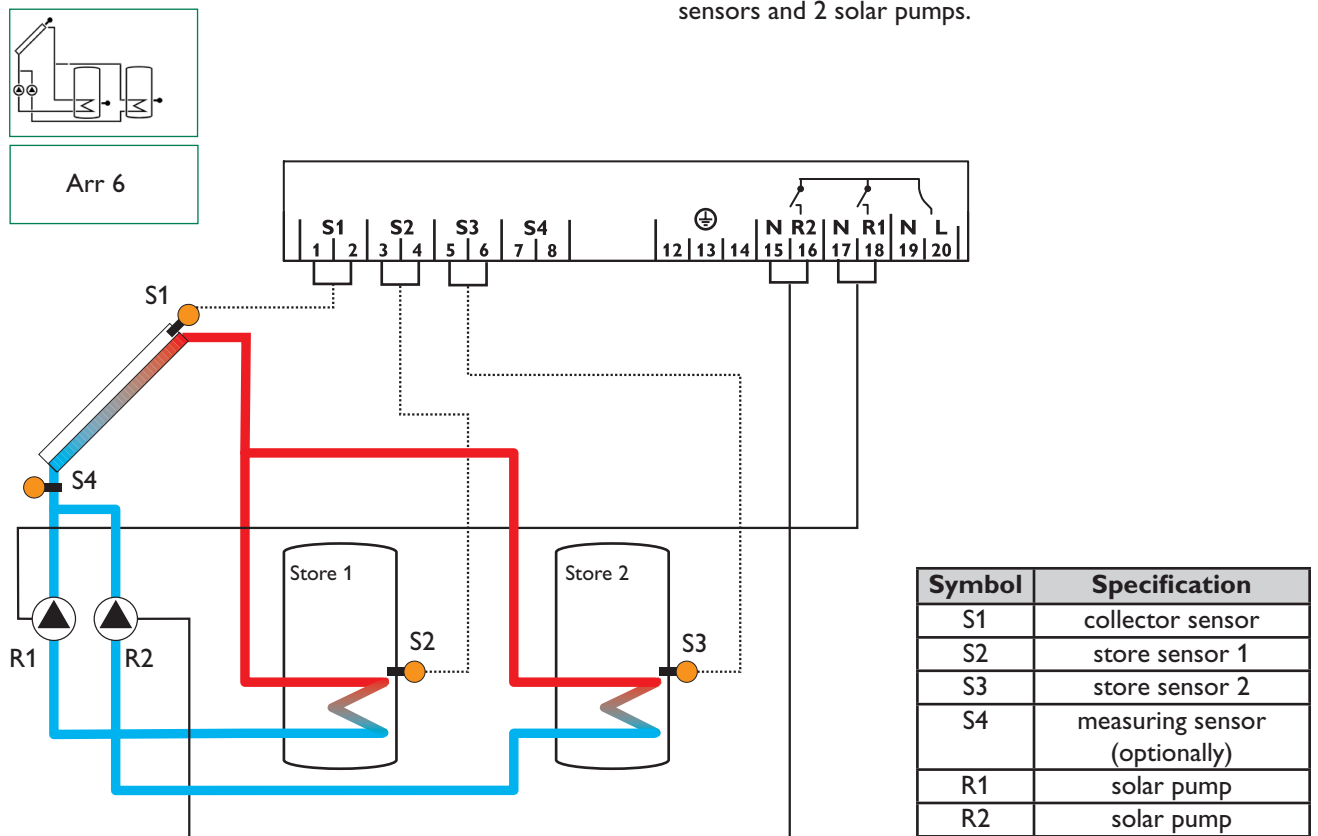 sensors and 2 solar pumps.
Arr 6
S1 S2 S3 S4 N R2 N R1 N L
1 2 3 4 5 6 7 8 12 13 14 15 16 17 18 19 20
S1
S4
Store 1
Store 2
S2
S3
R1
R2
Symbol Specification
S1 collector sensor
S2 store sensor 1
S3 store sensor 2
S4 measuring sensor
(optionally)
R1 solar pump
R2 solar pump